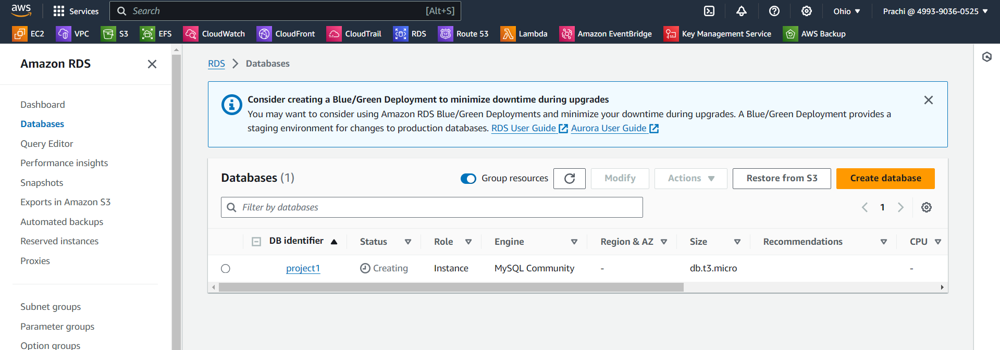 aws Services Search [Alt+S] Ohio Prachi @ 4993-9036-0525
EC2 VPC S3 EFS CloudWatch CloudFront CloudTrail RDS Route 53 Lambda Amazon EventBridge Key Management Service AWS Backup
Amazon RDS
Dashboard
Databases
Query Editor
Performance insights
Snapshots
Exports in Amazon S3
Automated backups
Reserved instances
Proxies
Subnet groups
Parameter groups
Option groups
RDS Databases
Consider creating a Blue/Green Deployment to minimize downtime during upgrades
You may want to consider using Amazon RDS Blue/Green Deployments and minimize your downtime during upgrades. A Blue/Green Deployment provides a
staging environment for changes to production databases. RDS User Guide Aurora User Guide
Databases (1) Group resources Modify Actions Restore from S3 Create database
Filter by databases 1
DB identifier Status Role Engine Region & AZ Size Recommendations CPU
project1 Creating Instance MySQL Community - db.t3.micro -